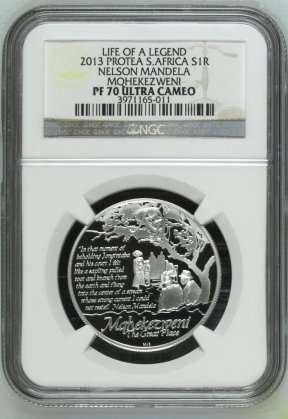 LIFE OF A LEGEND
2013 PROTEA S.AFRICA S1R
NELSON MANDELA
MQHEKEZWENI
PF 70 ULTRA CAMEO
3971165-011
NGC
"In that moment of
beholding Jongintaba
and his court I felt
like a sapling pulled
root and branch from
the earth and flung
into the center of a stream
whose strong current I could
not resist" Nelson Mandela
Mqhekezweni
The Great Place